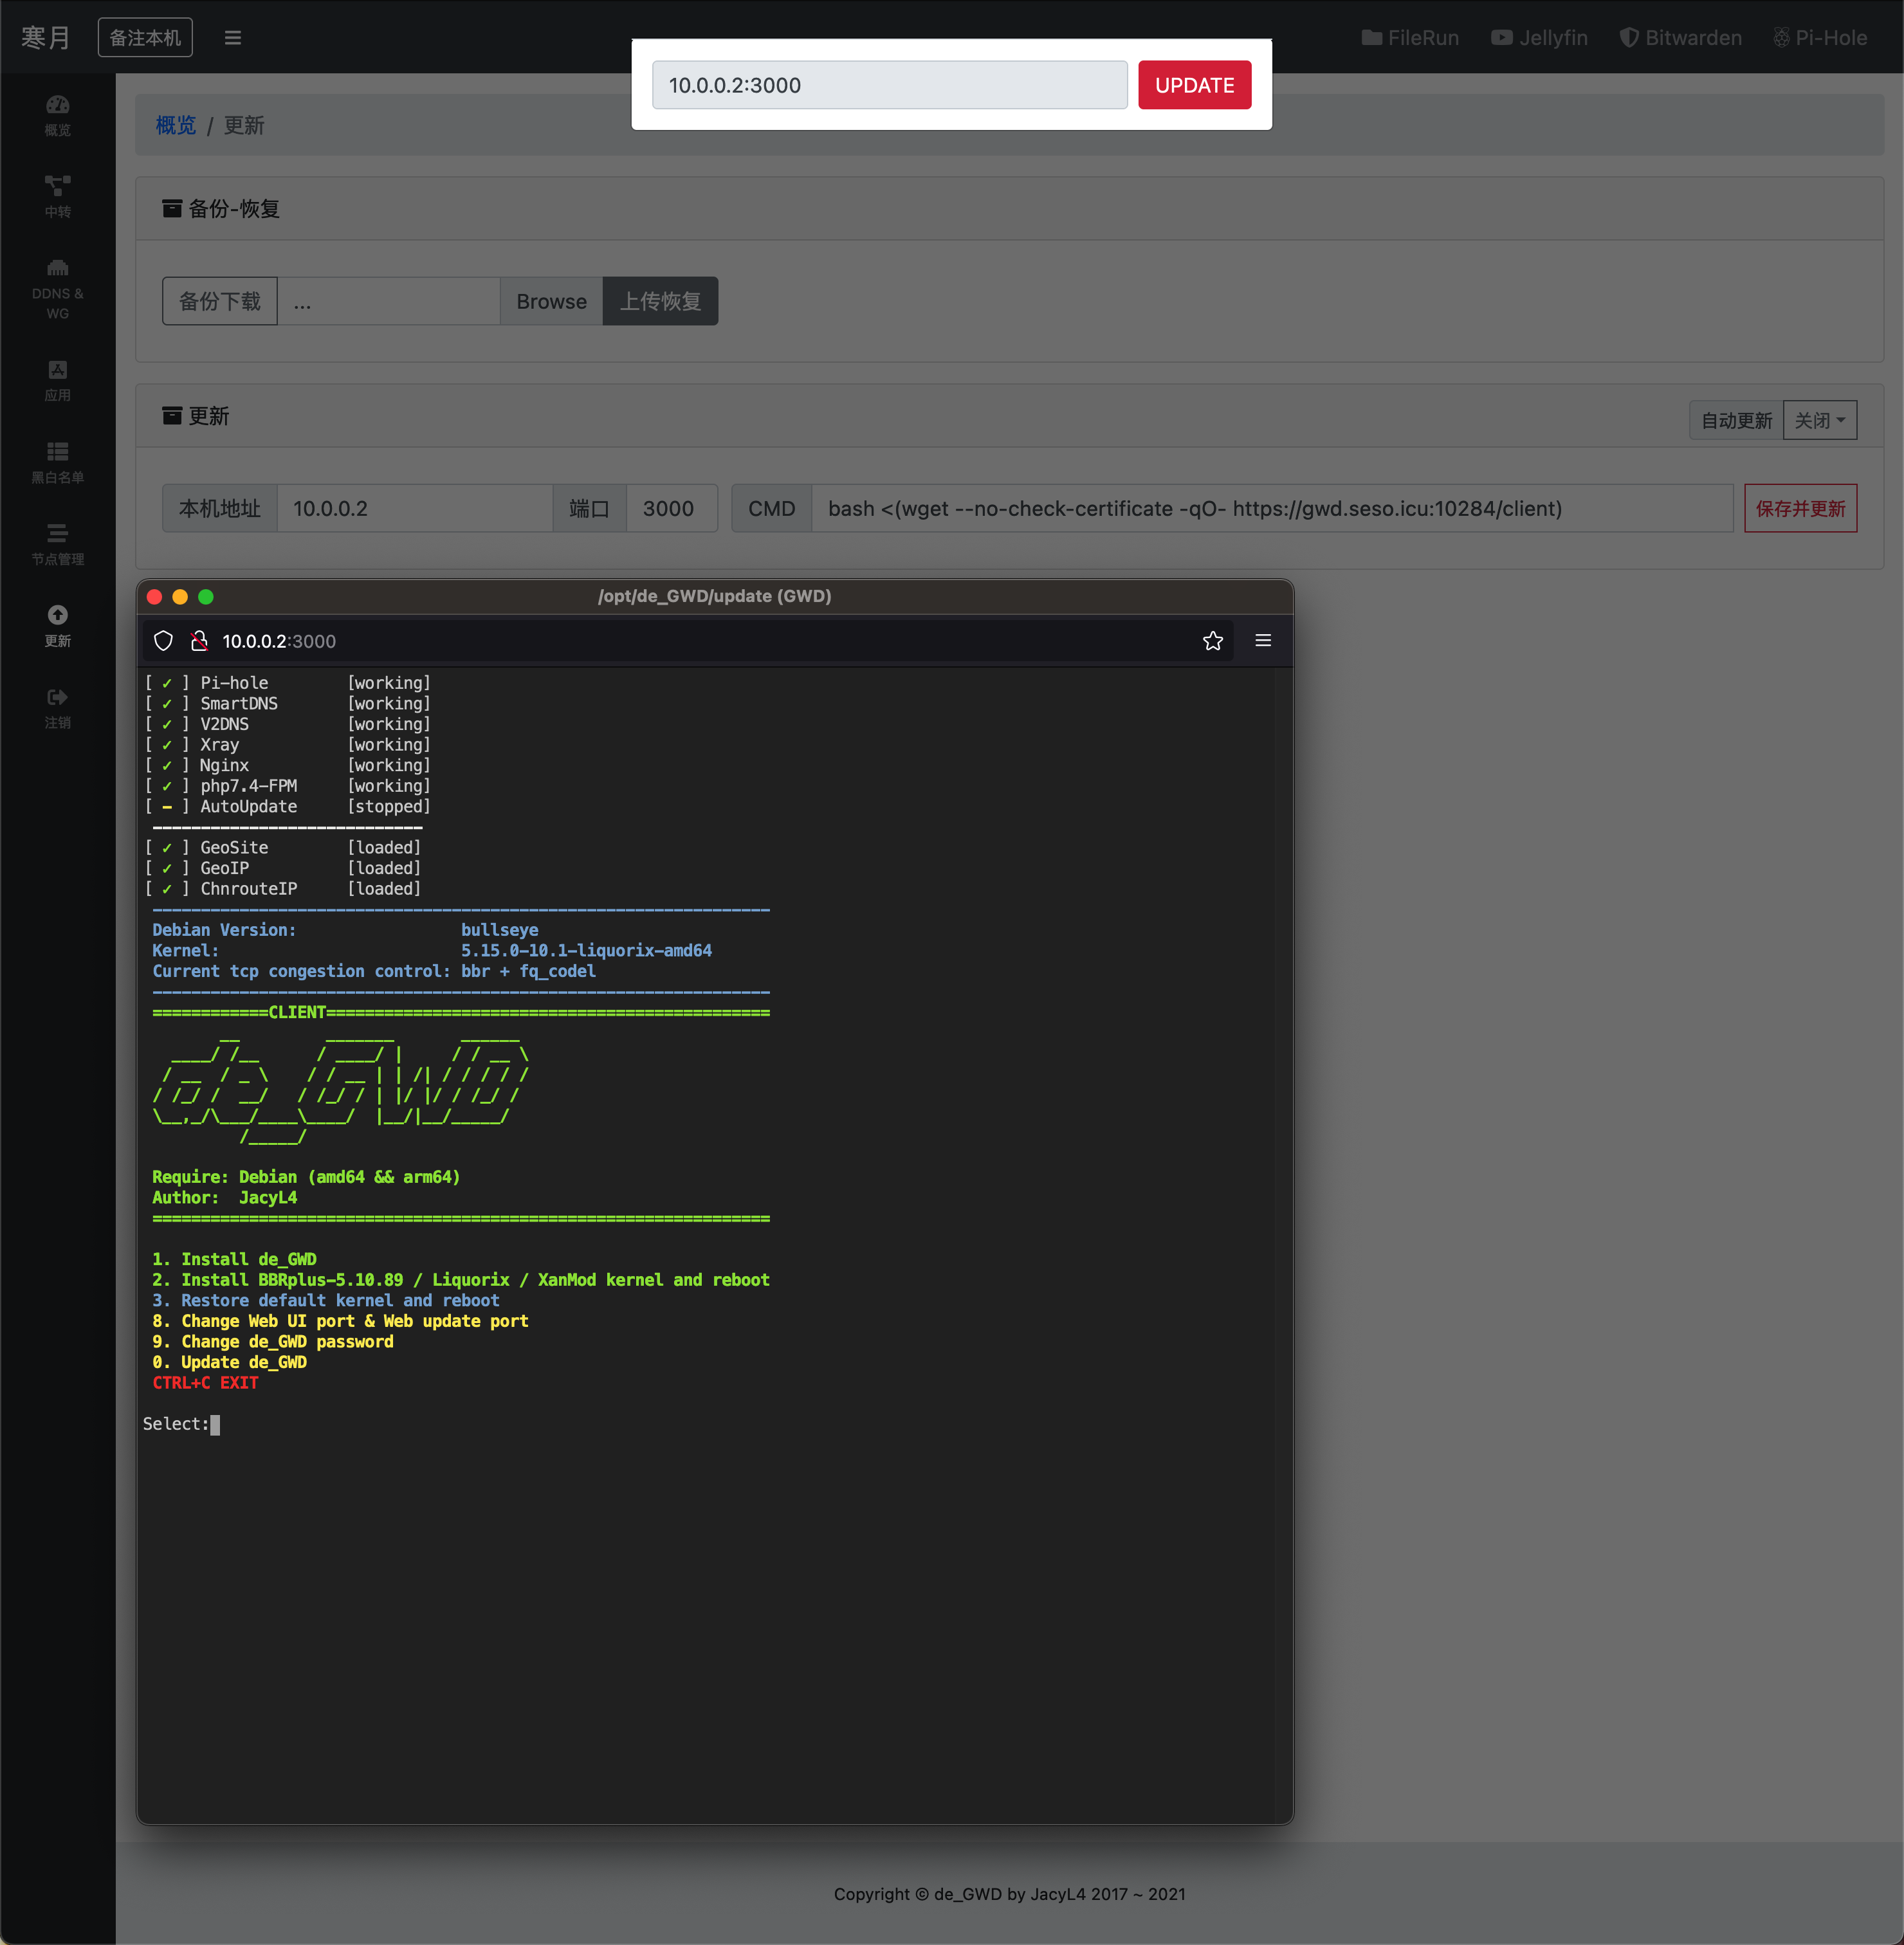 寒月 备注本机 FileRun Jellyfin Bitwarden Pi-Hole
10.0.0.2:3000 UPDATE
概览 / 更新
概览
中转
DDNS &
WG
应用
黑白名单
节点管理
更新
注销
备份-恢复
备份下载 ... Browse 上传恢复
更新 自动更新 关闭
本机地址 10.0.0.2 端口 3000 CMD bash <(wget --no-check-certificate -qO- https://gwd.seso.icu:10284/client) 保存并更新
/opt/de_GWD/update (GWD)
10.0.0.2:3000
[ ✓ ] Pi-hole [working]
[ ✓ ] SmartDNS [working]
[ ✓ ] V2DNS [working]
[ ✓ ] Xray [working]
[ ✓ ] Nginx [working]
[ ✓ ] php7.4-FPM [working]
[ - ] AutoUpdate [stopped]
----------------------------
[ ✓ ] GeoSite [loaded]
[ ✓ ] GeoIP [loaded]
[ ✓ ] ChnrouteIP [loaded]
----------------------------------------------------------------
Debian Version: bullseye
Kernel: 5.15.0-10.1-liquorix-amd64
Current tcp congestion control: bbr + fq_codel
----------------------------------------------------------------
============CLIENT==============================================
de_GWD
Require: Debian (amd64 && arm64)
Author: JacyL4
================================================================
1. Install de_GWD
2. Install BBRplus-5.10.89 / Liquorix / XanMod kernel and reboot
3. Restore default kernel and reboot
8. Change Web UI port & Web update port
9. Change de_GWD password
0. Update de_GWD
CTRL+C EXIT
Select:
Copyright © de_GWD by JacyL4 2017 ~ 2021